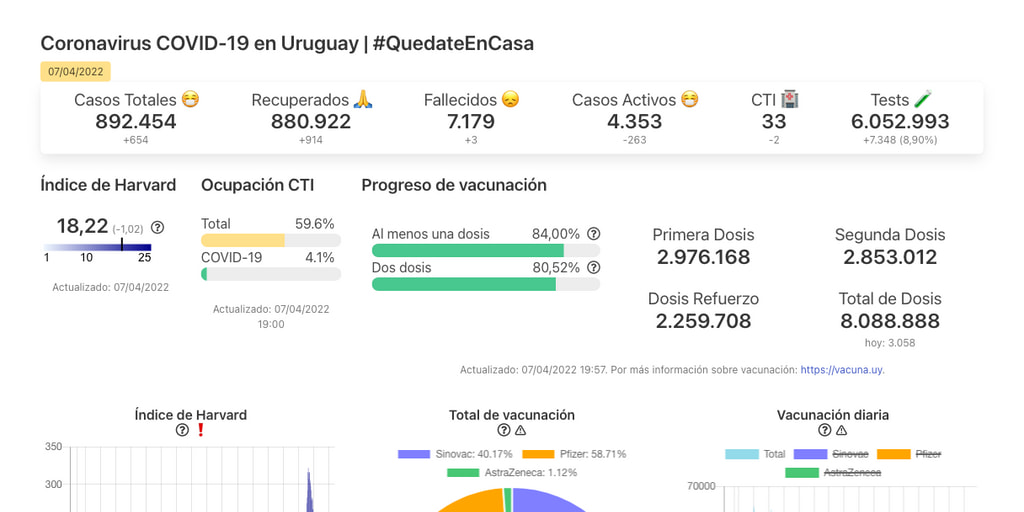 Coronavirus COVID-19 en Uruguay | #QuedateEnCasa
07/04/2022
Casos Totales 😷 Recuperados 🙏 Fallecidos 😞 Casos Activos 😷 CTI 🏥 Tests 🧪
892.454 880.922 7.179 4.353 33 6.052.993
+654 +914 +3 -263 -2 +7.348 (8,90%)
Índice de Harvard
18,22 (-1,02)
1 10 25
Actualizado: 07/04/2022
Ocupación CTI
Total 59.6%
COVID-19 4.1%
Actualizado: 07/04/2022
19:00
Progreso de vacunación
Al menos una dosis 84,00%
Dos dosis 80,52%
Primera Dosis
2.976.168
Segunda Dosis
2.853.012
Dosis Refuerzo
2.259.708
Total de Dosis
8.088.888
hoy: 3.058
Actualizado: 07/04/2022 19:57. Por más información sobre vacunación: https://vacuna.uy.
Índice de Harvard
❗
350
300
Total de vacunación
Sinovac: 40.17% Pfizer: 58.71%
AstraZeneca: 1.12%
Vacunación diaria
Total Sinovac Pfizer
AstraZeneca
70000